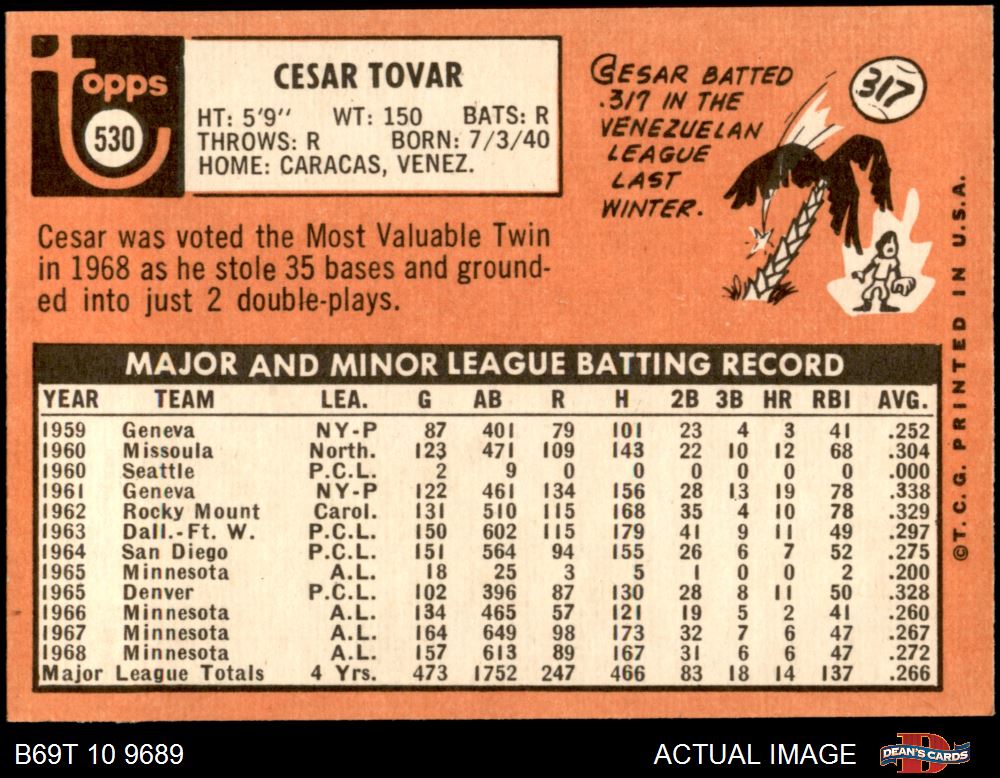 Topps
530
CESAR TOVAR
HT: 5'9" WT: 150 BATS: R
THROWS: R BORN: 7/3/40
HOME: CARACAS, VENEZ.
CESAR BATTED
.317 IN THE
VENEZUELAN
LEAGUE
LAST
WINTER.
317
Cesar was voted the Most Valuable Twin
in 1968 as he stole 35 bases and ground-
ed into just 2 double-plays.
MAJOR AND MINOR LEAGUE BATTING RECORD
YEAR TEAM LEA. G AB R H 2B 3B HR RBI AVG.
1959 Geneva NY-P 87 401 79 101 23 4 3 41 .252
1960 Missoula North. 123 471 109 143 22 10 12 68 .304
1960 Seattle P.C.L. 2 9 0 0 0 0 0 0 .000
1961 Geneva NY-P 122 461 134 156 28 13 19 78 .338
1962 Rocky Mount Carol. 131 510 115 168 35 4 10 78 .329
1963 Dall.-Ft. W. P.C.L. 150 602 115 179 41 9 11 49 .297
1964 San Diego P.C.L. 151 564 94 155 26 6 7 52 .275
1965 Minnesota A.L. 18 25 3 5 1 0 0 2 .200
1965 Denver P.C.L. 102 396 87 130 28 8 11 50 .328
1966 Minnesota A.L. 134 465 57 121 19 5 2 41 .260
1967 Minnesota A.L. 164 649 98 173 32 7 6 47 .267
1968 Minnesota A.L. 157 613 89 167 31 6 6 47 .272
Major League Totals 4 Yrs. 473 1752 247 466 83 18 14 137 .266
©T.C.G. PRINTED IN U.S.A.
B69T 10 9689
ACTUAL IMAGE
DEAN'S CARDS